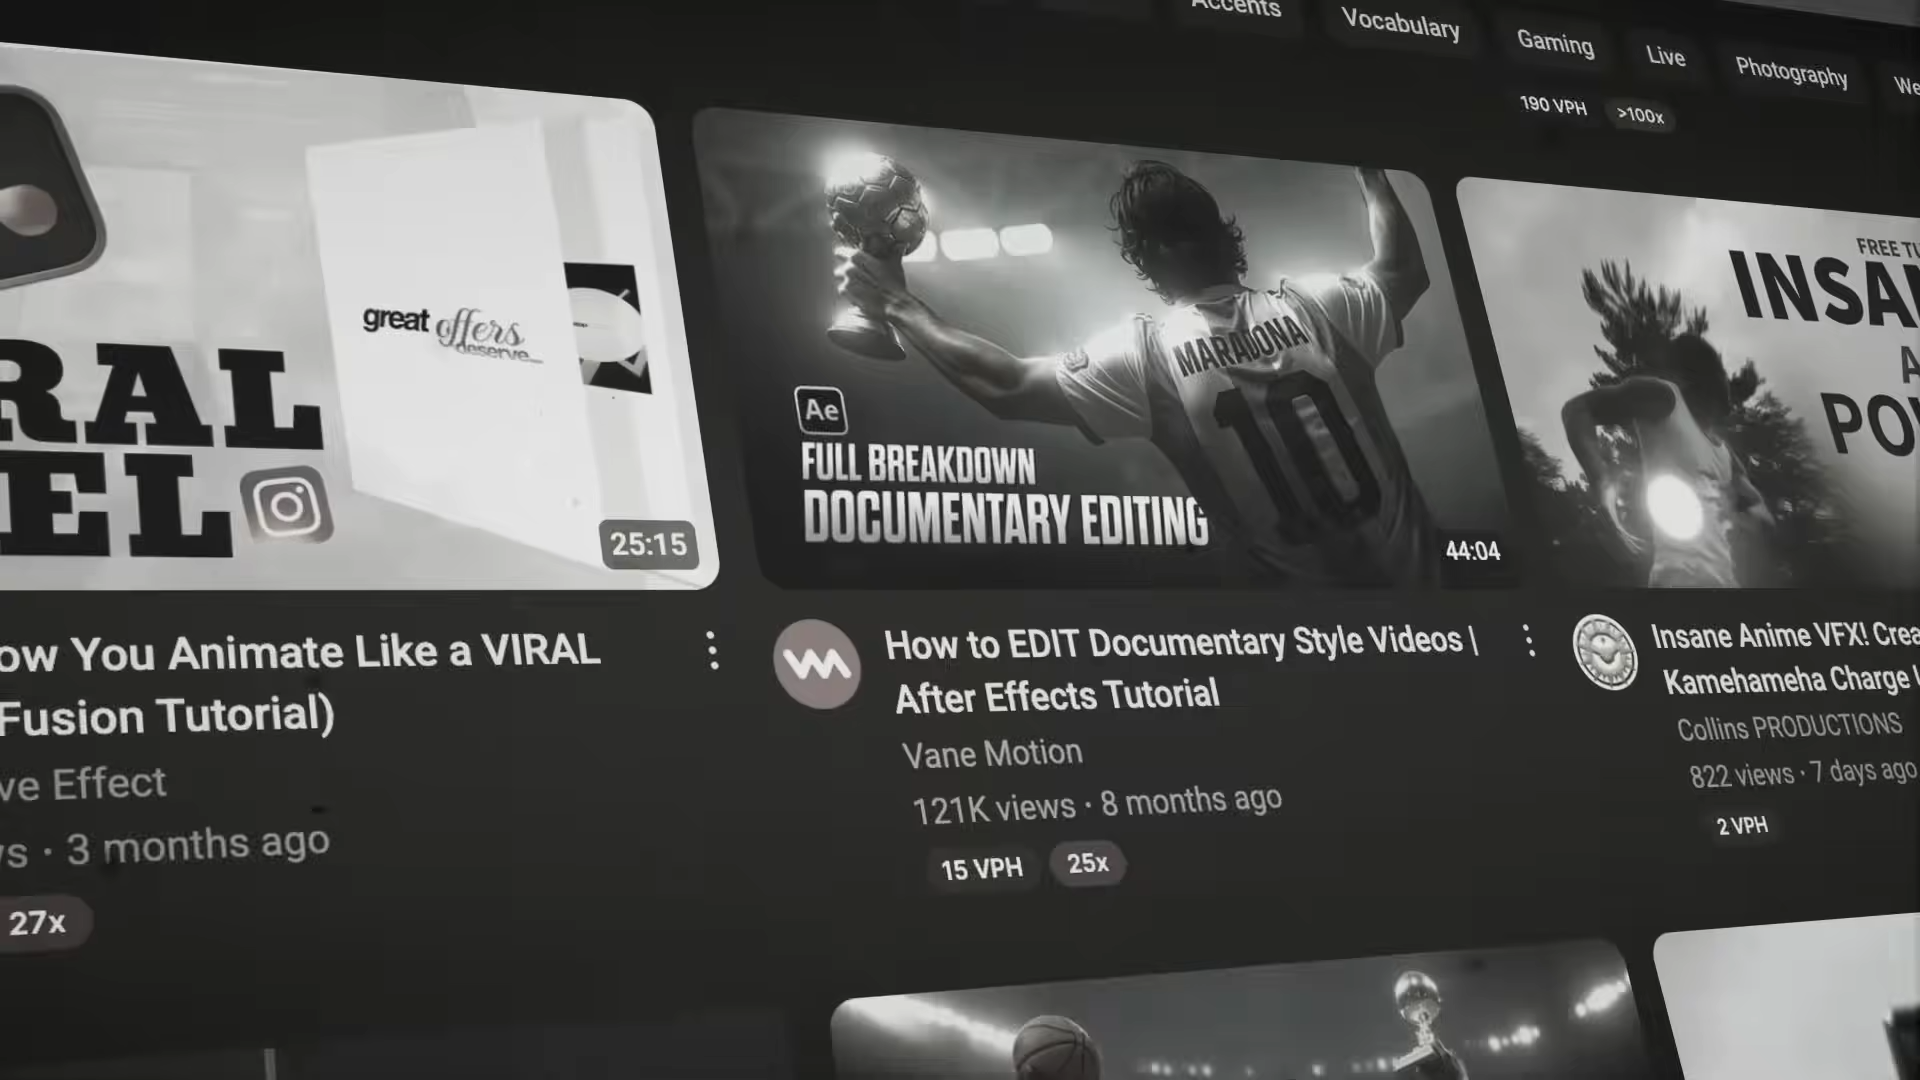 Accents
Vocabulary
Gaming
Live
Photography
190 VPH
>100x
RAL
EL
great offers
deserve
25:15
ow You Animate Like a VIRAL
Fusion Tutorial)
ve Effect
s · 3 months ago
27x
MARADONA
10
Ae
FULL BREAKDOWN
DOCUMENTARY EDITING
44:04
How to EDIT Documentary Style Videos |
After Effects Tutorial
Vane Motion
121K views · 8 months ago
15 VPH
25x
FREE TU
INSA
A
PO
Insane Anime VFX! Crea
Kamehameha Charge
Collins PRODUCTIONS
822 views · 7 days ago
2 VPH